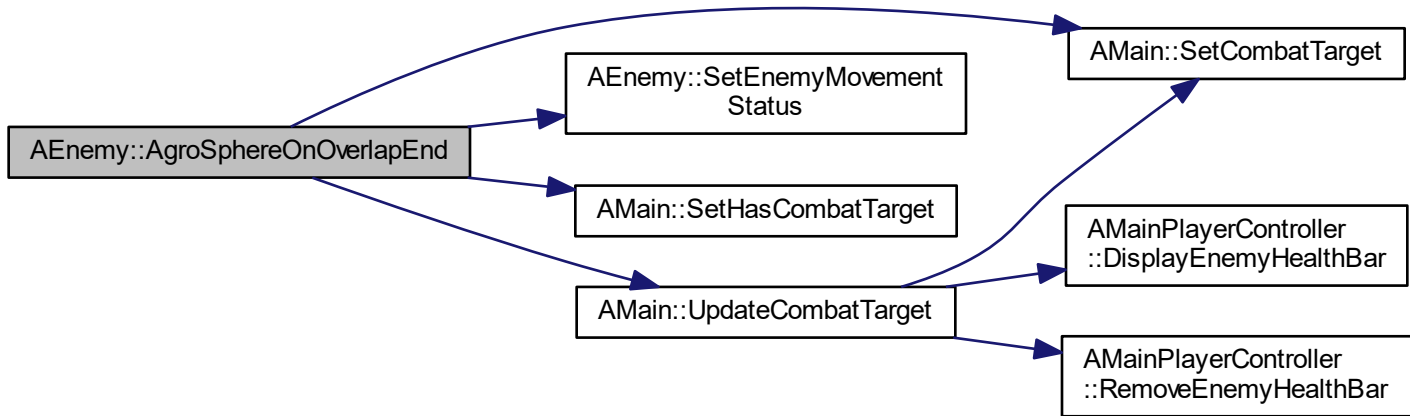 AEnemy::AgroSphereOnOverlapEnd
AMain::SetCombatTarget
AEnemy::SetEnemyMovement
Status
AMain::SetHasCombatTarget
AMain::UpdateCombatTarget
AMainPlayerController
::DisplayEnemyHealthBar
AMainPlayerController
::RemoveEnemyHealthBar